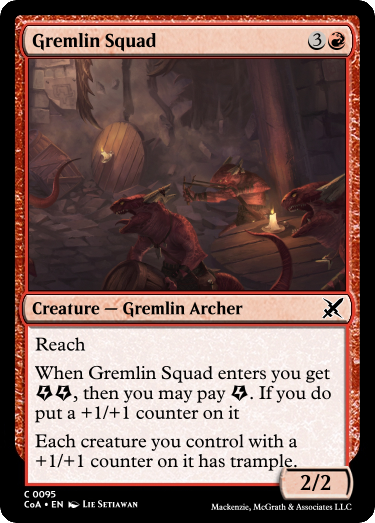 Gremlin Squad 3
Creature — Gremlin Archer
Reach
When Gremlin Squad enters you get
, then you may pay . If you do
put a +1/+1 counter on it
Each creature you control with a
+1/+1 counter on it has trample.
2/2
C 0095
CoA • EN Lie Setiawan
Mackenzie, McGrath & Associates LLC